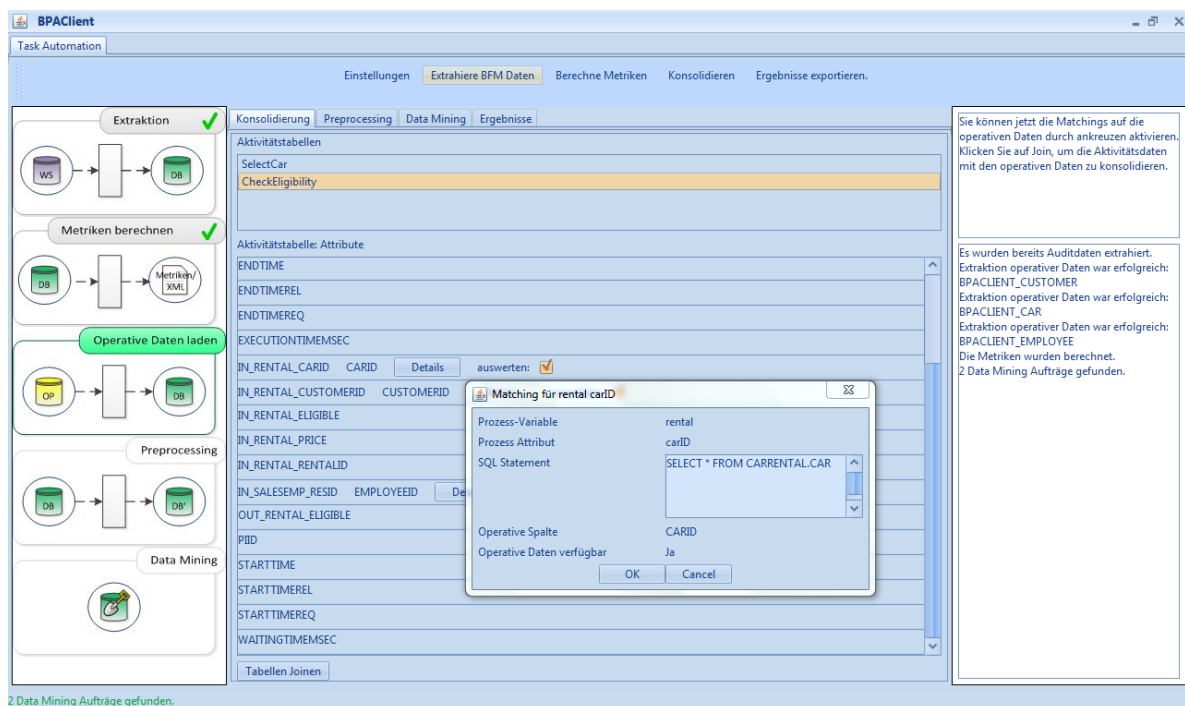 BPAClient
Task Automation
Einstellungen Extrahiere BFM Daten Berechne Metriken Konsolidieren Ergebnisse exportieren.
Extraktion
WS
DB
Metriken berechnen
DB
Metriken/
XML
Operative Daten laden
OP
DB
Preprocessing
DB
DB'
Data Mining
Konsolidierung Preprocessing Data Mining Ergebnisse
Aktivitätstabellen
SelectCar
CheckEligibility
Aktivitätstabelle: Attribute
ENDTIME
ENDTIMEREL
ENDTIMEREQ
EXECUTIONTIMEMSEC
IN_RENTAL_CARID CARID Details auswerten:
IN_RENTAL_CUSTOMERID CUSTOMERID
IN_RENTAL_ELIGIBLE
IN_RENTAL_PRICE
IN_RENTAL_RENTALID
IN_SALESEMP_RESID EMPLOYEEID De
OUT_RENTAL_ELIGIBLE
PIID
STARTTIME
STARTTIMEREL
STARTTIMEREQ
WAITINGTIMEMSEC
Tabellen Joinen
Matching für rental carID
Prozess-Variable rental
Prozess Attribut carID
SQL Statement SELECT * FROM CARRENTAL.CAR
Operative Spalte CARID
Operative Daten verfügbar Ja
OK Cancel
Sie können jetzt die Matchings auf die
operativen Daten durch ankreuzen aktivieren.
Klicken Sie auf Join, um die Aktivitätsdaten
mit den operativen Daten zu konsolidieren.
Es wurden bereits Auditdaten extrahiert.
Extraktion operativer Daten war erfolgreich:
BPACLIENT_CUSTOMER
Extraktion operativer Daten war erfolgreich:
BPACLIENT_CAR
Extraktion operativer Daten war erfolgreich:
BPACLIENT_EMPLOYEE
Die Metriken wurden berechnet.
2 Data Mining Aufträge gefunden.
2 Data Mining Aufträge gefunden.